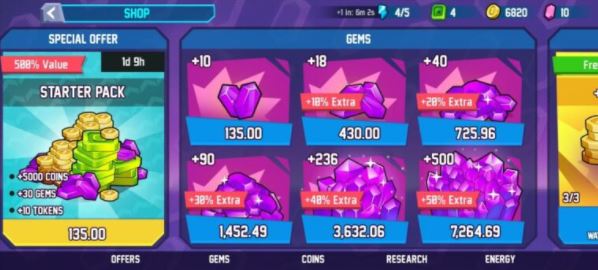 SHOP
+1 in: 6m 2s
4/5
4
6820
10
SPECIAL OFFER
500% Value
1d 9h
STARTER PACK
+5000 COINS
+30 GEMS
+10 TOKENS
135.00
GEMS
+10
135.00
+18
+10% Extra
430.00
+40
+20% Extra
725.96
+90
+30% Extra
1,452.49
+236
+40% Extra
3,632.06
+500
+50% Extra
7,264.69
Fre
3/3
WA
OFFERS
GEMS
COINS
RESEARCH
ENERGY